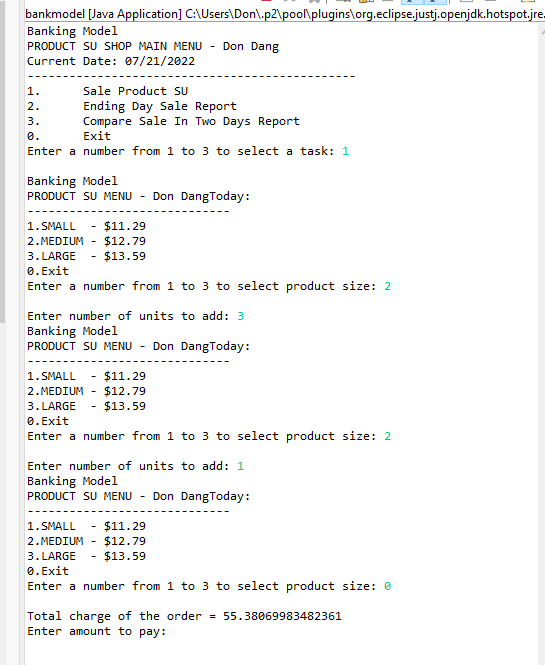 bankmodel [Java Application] C:\Users\Don\.p2\pool\plugins\org.eclipse.justj.openjdk.hotspot.jre.
Banking Model
PRODUCT SU SHOP MAIN MENU - Don Dang
Current Date: 07/21/2022
-----------------------------------------------
1.      Sale Product SU
2.      Ending Day Sale Report
3.      Compare Sale In Two Days Report
0.      Exit
Enter a number from 1 to 3 to select a task: 1
Banking Model
PRODUCT SU MENU - Don DangToday:
-----------------------------
1.SMALL  - $11.29
2.MEDIUM - $12.79
3.LARGE  - $13.59
0.Exit
Enter a number from 1 to 3 to select product size: 2
Enter number of units to add: 3
Banking Model
PRODUCT SU MENU - Don DangToday:
-----------------------------
1.SMALL  - $11.29
2.MEDIUM - $12.79
3.LARGE  - $13.59
0.Exit
Enter a number from 1 to 3 to select product size: 2
Enter number of units to add: 1
Banking Model
PRODUCT SU MENU - Don DangToday:
-----------------------------
1.SMALL  - $11.29
2.MEDIUM - $12.79
3.LARGE  - $13.59
0.Exit
Enter a number from 1 to 3 to select product size: 0
Total charge of the order = 55.38069983482361
Enter amount to pay: